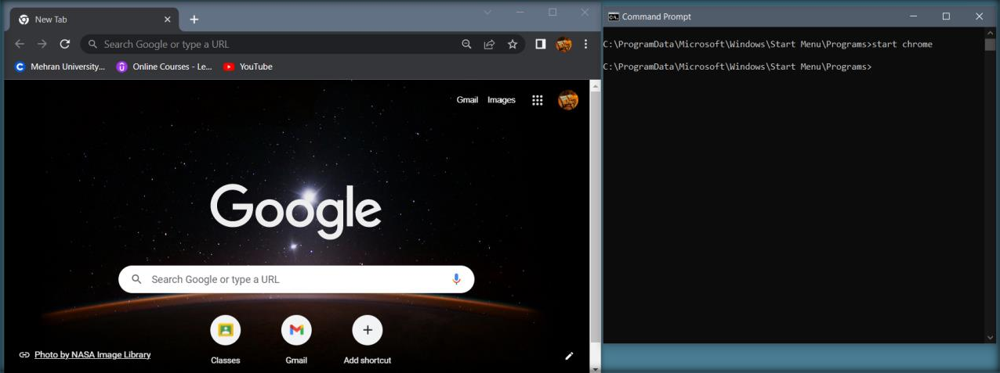 New Tab
Search Google or type a URL
Mehran University... Online Courses - Le... YouTube
Gmail Images
Google
Search Google or type a URL
Classes Gmail Add shortcut
Photo by NASA Image Library
Command Prompt
C:\ProgramData\Microsoft\Windows\Start Menu\Programs>start chrome
C:\ProgramData\Microsoft\Windows\Start Menu\Programs>